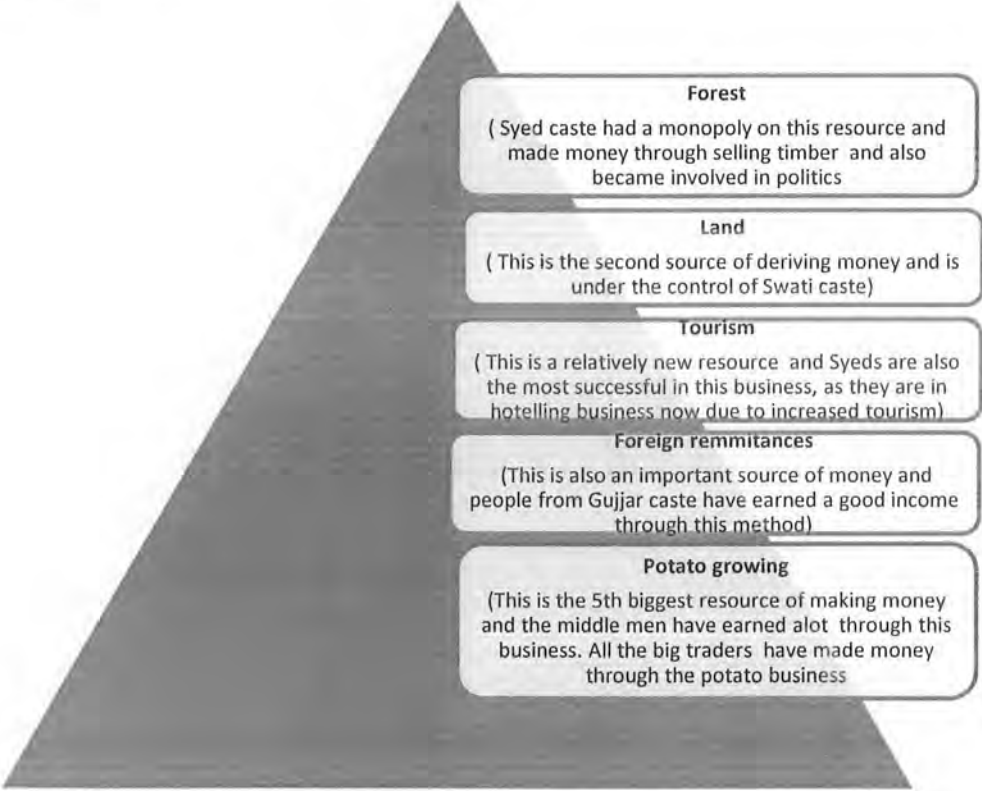 Forest
( Syed caste had a monopoly on this resource and
made money through selling timber and also
became involved in politics
Land
( This is the second source of deriving money and is
under the control of Swati caste)
Tourism
( This is a relatively new resource and Syeds are also
the most successful in this business, as they are in
hotelling business now due to increased tourism)
Foreign remmitances
(This is also an important source of money and
people from Gujjar caste have earned a good income
through this method)
Potato growing
(This is the 5th biggest resource of making money
and the middle men have earned alot through this
business. All the big traders have made money
through the potato business